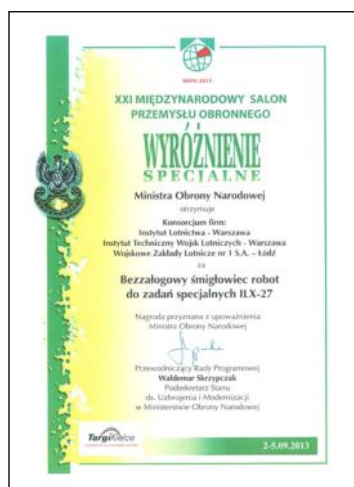 MSPO 2013
XXI MIĘDZYNARODOWY SALON
PRZEMYSŁU OBRONNEGO
WYRÓŻNIENIE
SPECJALNE
Ministra Obrony Narodowej
otrzymuje
Konsorcjum firm:
Instytut Lotnictwa - Warszawa
Instytut Techniczny Wojsk Lotniczych - Warszawa
Wojskowe Zakłady Lotnicze nr 1 S.A. – Łódź
za
Bezzałogowy śmigłowiec robot
do zadań specjalnych ILX-27
Nagroda przyznana z upoważnienia
Ministra Obrony Narodowej
Przewodniczący Rady Programowej
Waldemar Skrzypczak
Podsekretarz Stanu
ds. Uzbrojenia i Modernizacji
w Ministerstwie Obrony Narodowej
Targi Kielce
2-5.09.2013